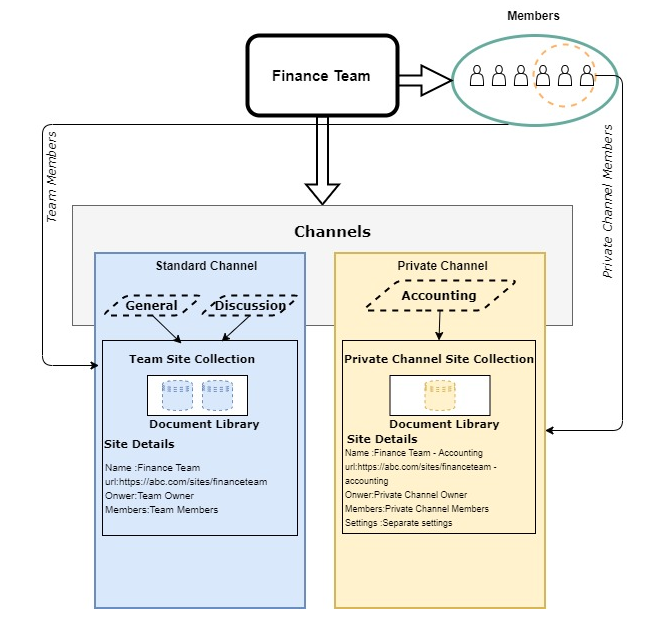 Members
Finance Team
Team Members
Private Channel Members
Channels
Standard Channel
General
Discussion
Team Site Collection
Document Library
Site Details
Name :Finance Team
url:https://abc.com/sites/financeteam
Onwer:Team Owner
Members:Team Members
Private Channel
Accounting
Private Channel Site Collection
Document Library
Site Details
Name :Finance Team - Accounting
url:https://abc.com/sites/financeteam -
accounting
Onwer:Private Channel Owner
Members:Private Channel Members
Settings :Separate settings